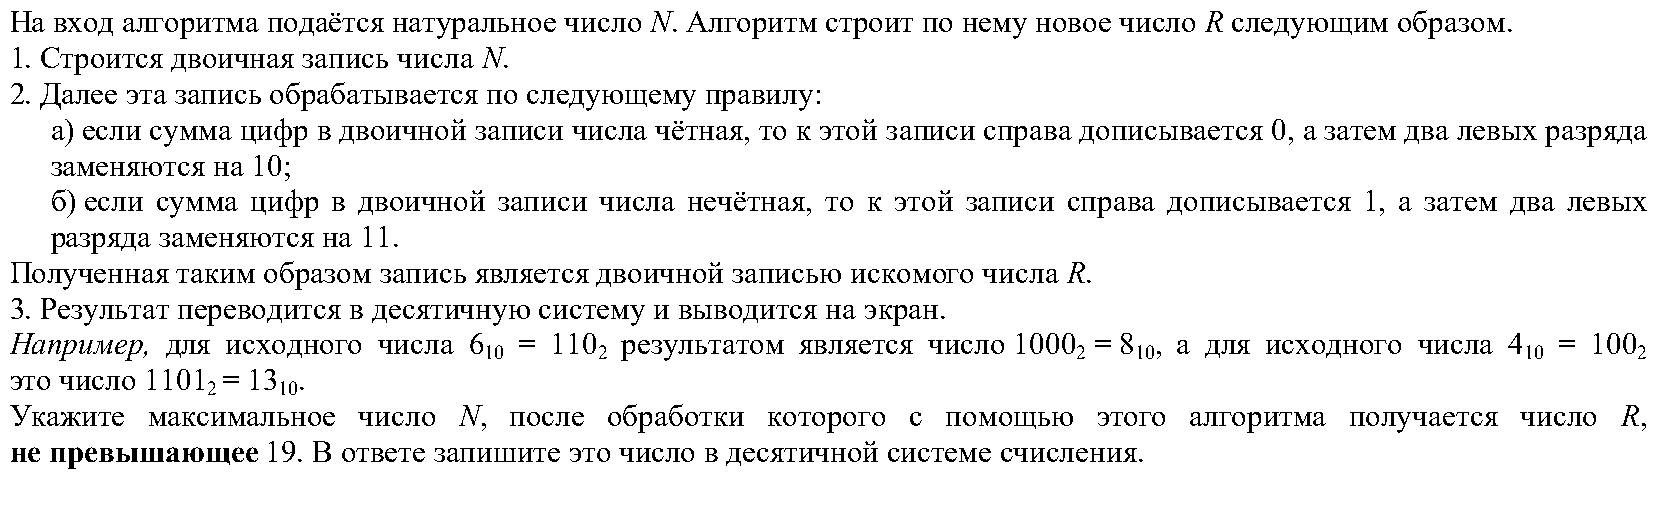 На вход алгоритма подаётся натуральное число N. Алгоритм строит по нему новое число R следующим образом.
1. Строится двоичная запись числа N.
2. Далее эта запись обрабатывается по следующему правилу:
а) если сумма цифр в двоичной записи числа чётная, то к этой записи справа дописывается 0, а затем два левых разряда
заменяются на 10;
б) если сумма цифр в двоичной записи числа нечётная, то к этой записи справа дописывается 1, а затем два левых
разряда заменяются на 11.
Полученная таким образом запись является двоичной записью искомого числа R.
3. Результат переводится в десятичную систему и выводится на экран.
Например, для исходного числа 6₁₀ = 110₂ результатом является число 1000₂ = 8₁₀, а для исходного числа 4₁₀ = 100₂
это число 1101₂ = 13₁₀.
Укажите максимальное число N, после обработки которого с помощью этого алгоритма получается число R,
не превышающее 19. В ответе запишите это число в десятичной системе счисления.